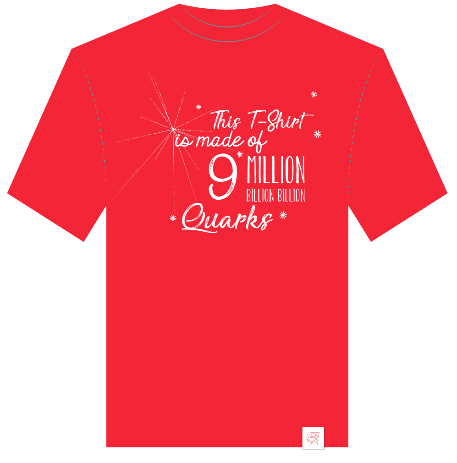 This T-Shirt
is made of
9 MILLION
BILLION BILLION
Quarks